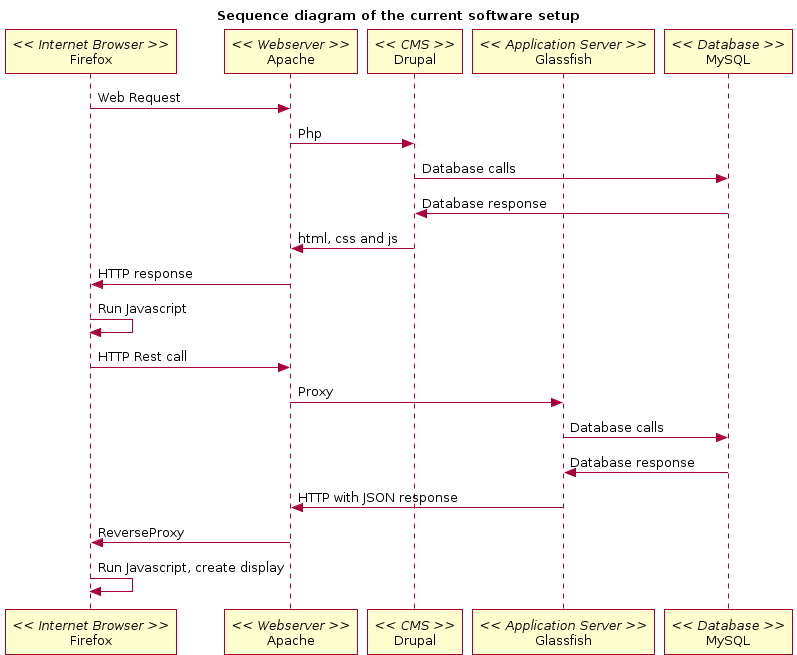 Sequence diagram of the current software setup
<< Internet Browser >> << Webserver >> << CMS >> << Application Server >> << Database >>
Firefox Apache Drupal Glassfish MySQL
Web Request
Php
Database calls
Database response
html, css and js
HTTP response
Run Javascript
HTTP Rest call
Proxy
Database calls
Database response
HTTP with JSON response
ReverseProxy
Run Javascript, create display
<< Internet Browser >> << Webserver >> << CMS >> << Application Server >> << Database >>
Firefox Apache Drupal Glassfish MySQL